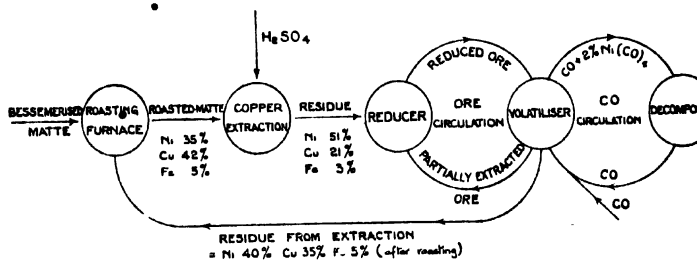 H2SO4
BESSEMERISED
MATTE
ROASTING
FURNACE
ROASTED-MATTE
Ni 35%
Cu 42%
Fe 5%
COPPER
EXTRACTION
RESIDUE
Ni 51%
Cu 21%
Fe 3%
REDUCER
REDUCED ORE
ORE
CIRCULATION
PARTIALLY EXTRACTED
ORE
VOLATILISER
CO+2% Ni(CO)4
CO
CIRCULATION
DECOMPO
CO
CO
RESIDUE FROM EXTRACTION
= Ni 40% Cu 35% F- 5% (after roasting)